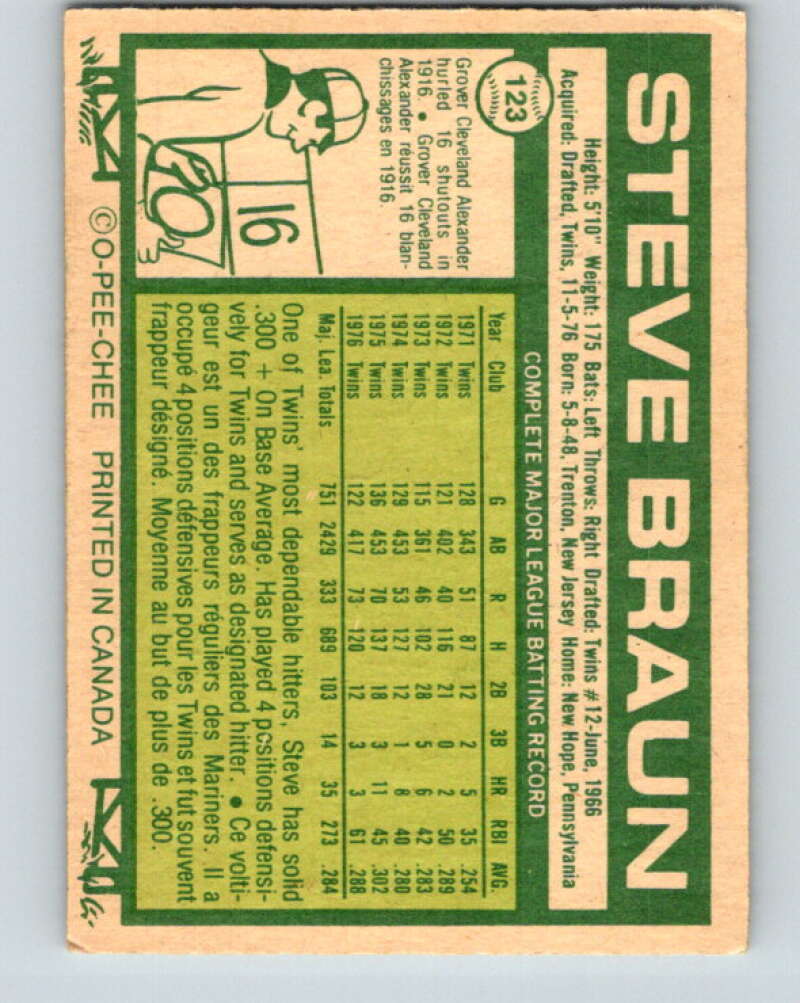 STEVE BRAUN
Height: 5'10" Weight: 175 Bats: Left Throws: Right Drafted: Twins #12-June, 1966
Acquired: Drafted, Twins, 11-5-76 Born: 5-8-48, Trenton, New Jersey Home: New Hope, Pennsylvania
123
Grover Cleveland Alexander
hurled 16 shutouts in
1916. ● Grover Cleveland
Alexander réussit 16 blan-
chissages en 1916.
16
0
COMPLETE MAJOR LEAGUE BATTING RECORD
Year Club G AB R H 2B 3B HR RBI AVG.
1971 Twins 128 343 51 87 12 2 5 35 .254
1972 Twins 121 402 40 116 21 0 2 50 .289
1973 Twins 115 361 46 102 28 5 6 42 .283
1974 Twins 129 453 53 127 12 1 8 40 .280
1975 Twins 136 453 70 137 18 3 11 45 .302
1976 Twins 122 417 73 120 12 3 3 61 .288
Maj. Lea. Totals 751 2429 333 689 103 14 35 273 .284
One of Twins' most dependable hitters, Steve has solid
.300 + On Base Average. Has played 4 positions defensi-
vely for Twins and serves as designated hitter. ● Ce volti-
geur est un des frappeurs réguliers des Mariners. Il a
occupé 4 positions défensives pour les Twins et fut souvent
frappeur désigné. Moyenne au but de plus de .300.
©O-PEE-CHEE PRINTED IN CANADA